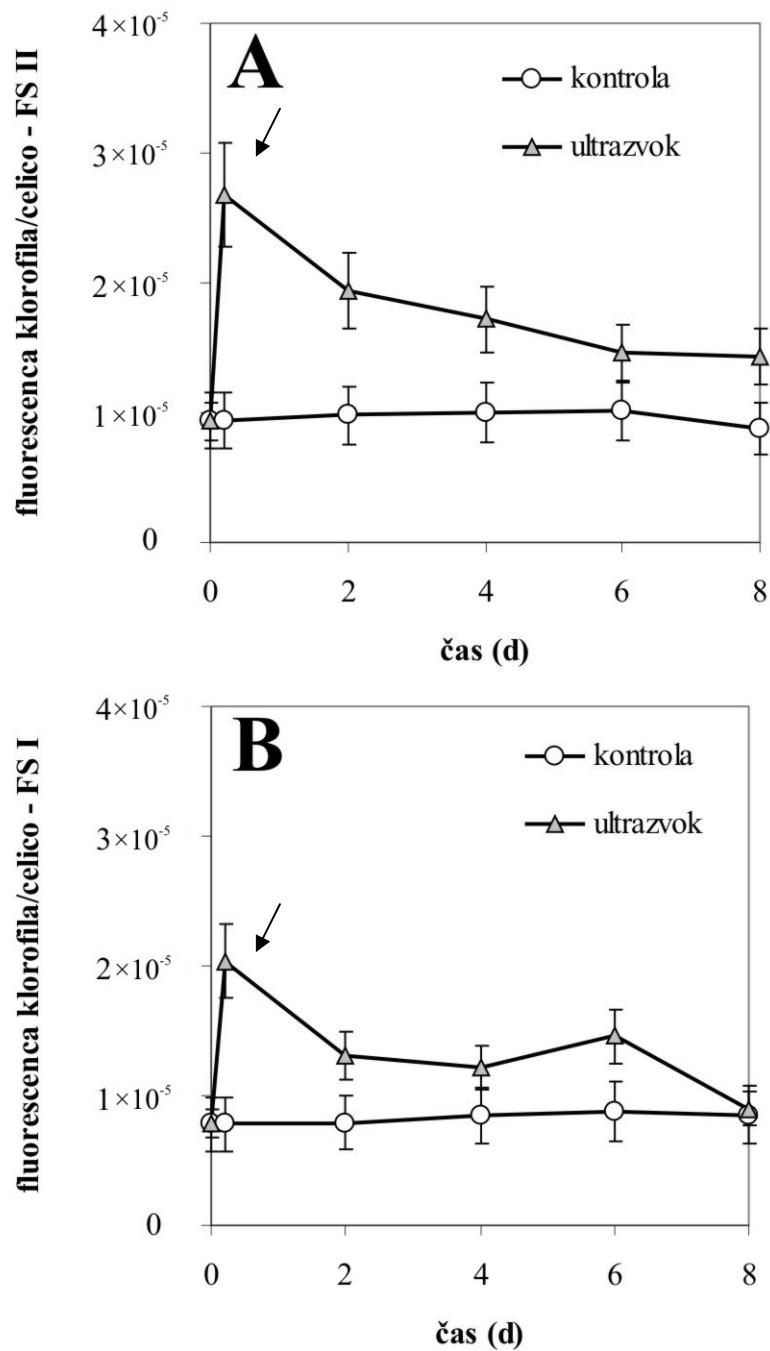 fluorescenca klorofila/celico - FS II
A
kontrola
ultrazvok
4×10⁻⁵
3×10⁻⁵
2×10⁻⁵
1×10⁻⁵
0
0 2 4 6 8
čas (d)
fluorescenca klorofila/celico - FS I
B
kontrola
ultrazvok
4×10⁻⁵
3×10⁻⁵
2×10⁻⁵
1×10⁻⁵
0
0 2 4 6 8
čas (d)